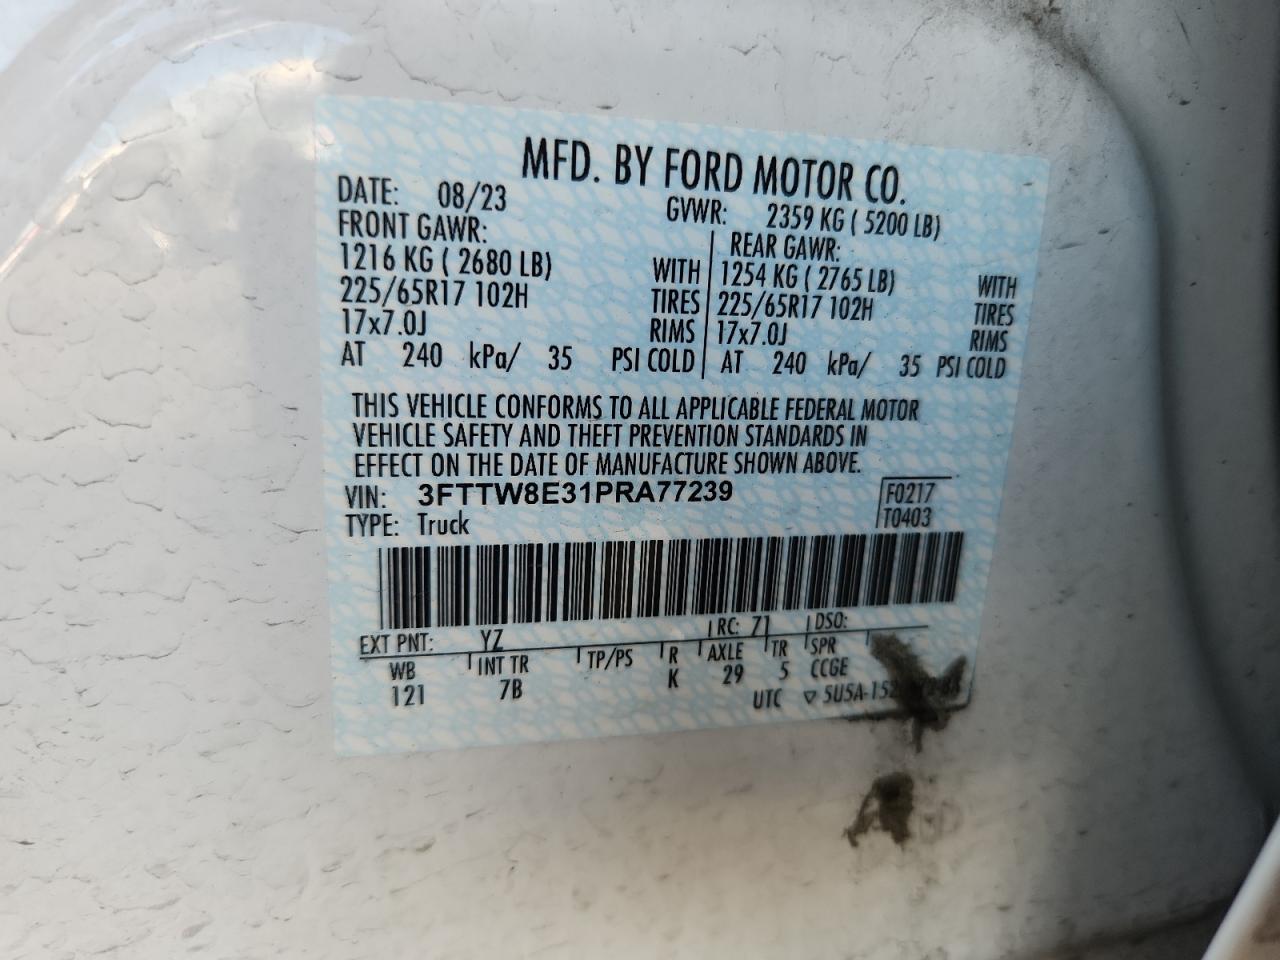 MFD. BY FORD MOTOR CO.
DATE: 08/23 GVWR: 2359 KG ( 5200 LB)
FRONT GAWR: REAR GAWR:
1216 KG ( 2680 LB) WITH 1254 KG ( 2765 LB) WITH
225/65R17 102H TIRES 225/65R17 102H TIRES
17x7.0J RIMS 17x7.0J RIMS
AT 240 kPa/ 35 PSI COLD AT 240 kPa/ 35 PSI COLD
THIS VEHICLE CONFORMS TO ALL APPLICABLE FEDERAL MOTOR
VEHICLE SAFETY AND THEFT PREVENTION STANDARDS IN
EFFECT ON THE DATE OF MANUFACTURE SHOWN ABOVE.
VIN: 3FTTW8E31PRA77239 F0217
TYPE: Truck T0403
EXT PNT: YZ RC: 71 DSO:
WB INT TR TP/PS R AXLE TR SPR
121 7B K 29 5 CCGE
UTC